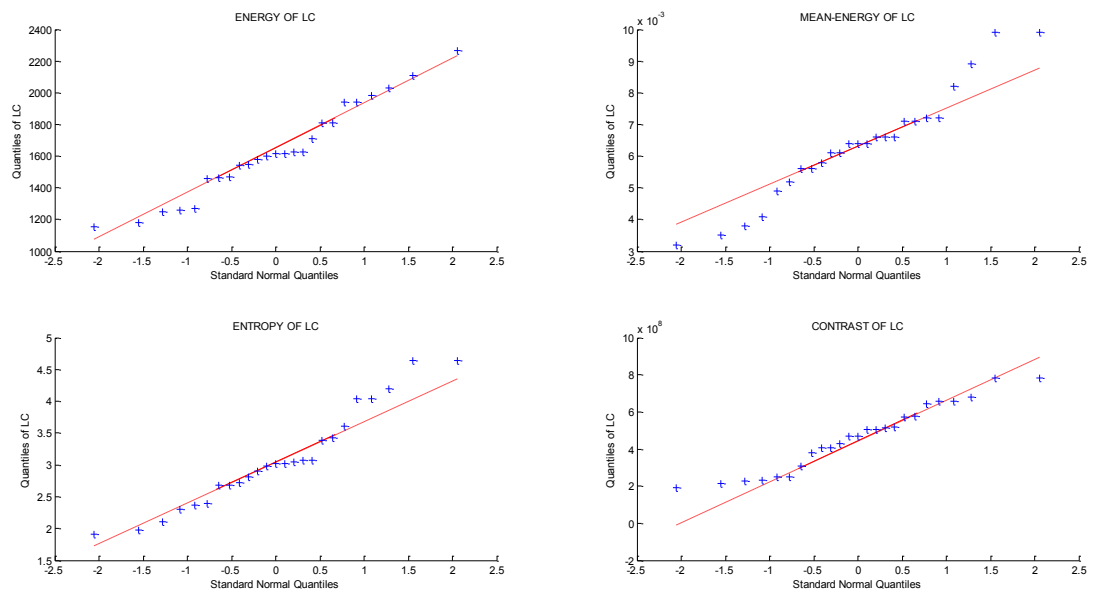 ENERGY OF LC
2400
2200
2000
1800
1600
1400
1200
1000
Quantiles of LC
-2.5 -2 -1.5 -1 -0.5 0 0.5 1 1.5 2 2.5
Standard Normal Quantiles
MEAN-ENERGY OF LC
x 10^-3
10
9
8
7
6
5
4
3
Quantiles of LC
-2.5 -2 -1.5 -1 -0.5 0 0.5 1 1.5 2 2.5
Standard Normal Quantiles
ENTROPY OF LC
5
4.5
4
3.5
3
2.5
2
1.5
Quantiles of LC
-2.5 -2 -1.5 -1 -0.5 0 0.5 1 1.5 2 2.5
Standard Normal Quantiles
CONTRAST OF LC
x 10^8
10
8
6
4
2
0
-2
Quantiles of LC
-2.5 -2 -1.5 -1 -0.5 0 0.5 1 1.5 2 2.5
Standard Normal Quantiles